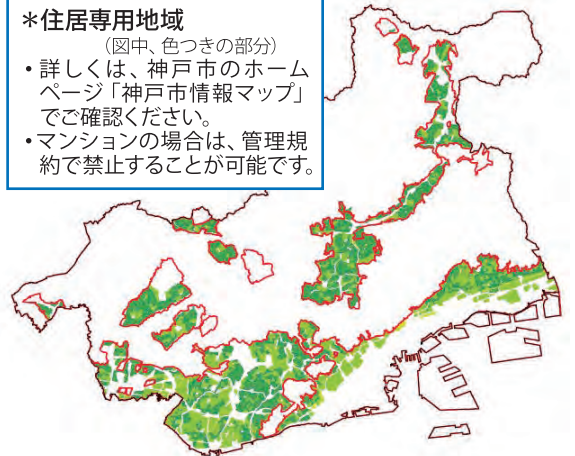 ＊住居専用地域
（図中、色つきの部分）
・詳しくは、神戸市のホーム
ページ「神戸市情報マップ」
でご確認ください。
・マンションの場合は、管理規
約で禁止することが可能です。